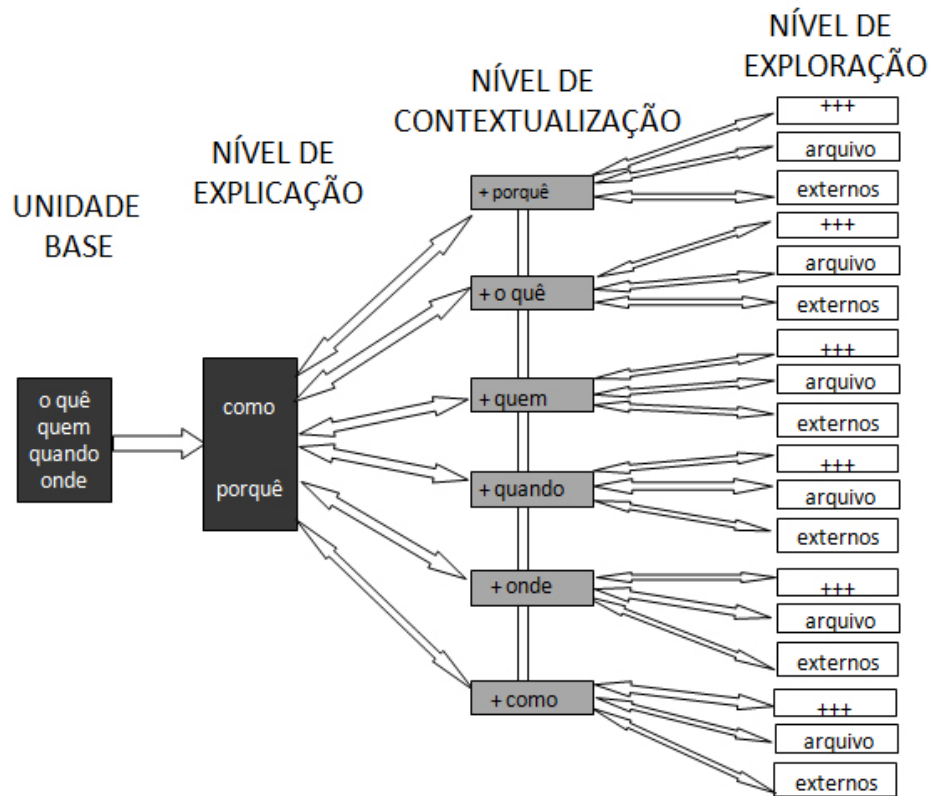 UNIDADE
BASE
o quê
quem
quando
onde
NÍVEL DE
EXPLICAÇÃO
como
porquê
NÍVEL DE
CONTEXTUALIZAÇÃO
+ porquê
+ o quê
+ quem
+ quando
+ onde
+ como
NÍVEL DE
EXPLORAÇÃO
+++
arquivo
externos
+++
arquivo
externos
+++
arquivo
externos
+++
arquivo
externos
+++
arquivo
externos
+++
arquivo
externos